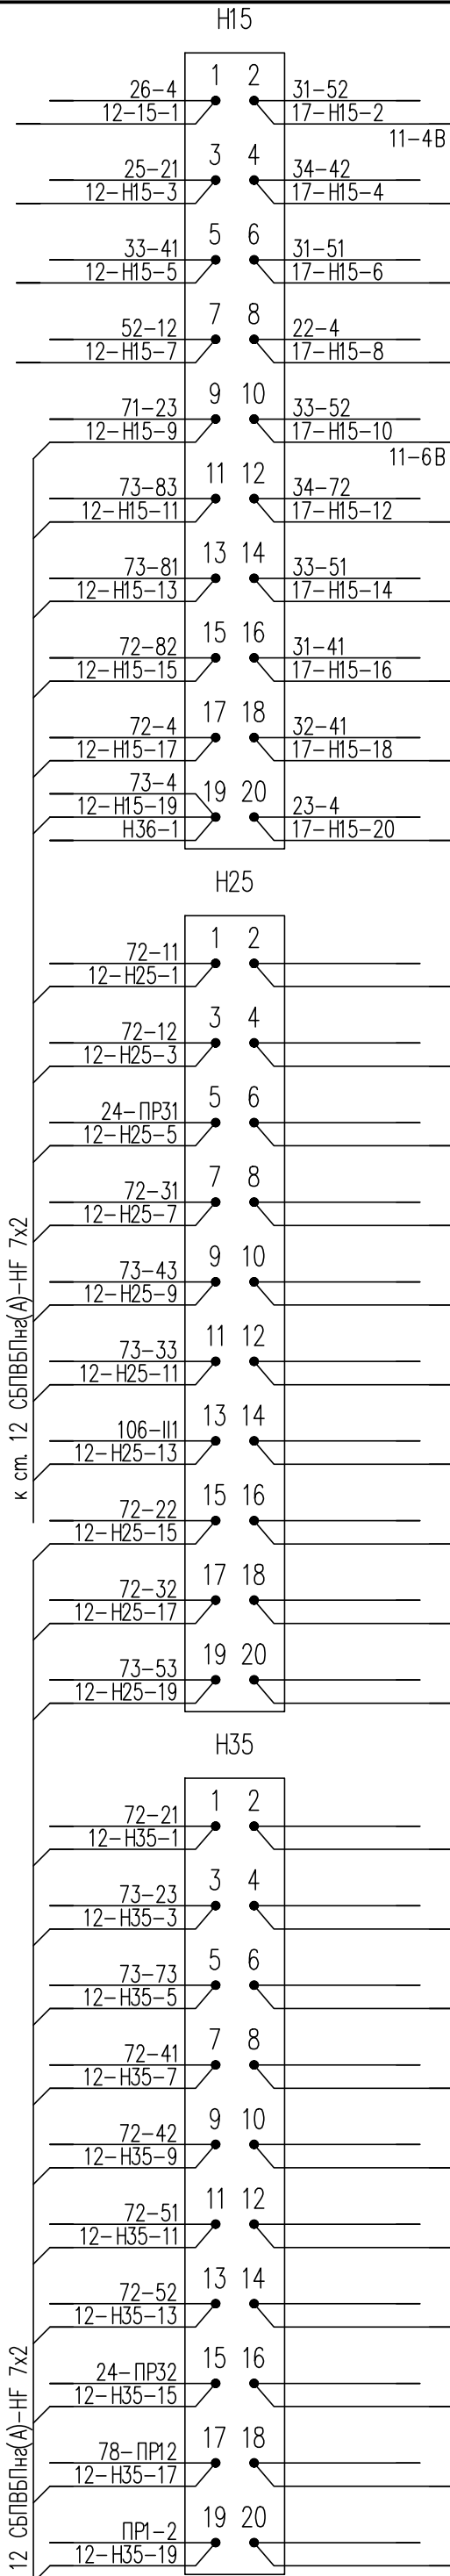 Н15
1 2
26-4 31-52
12-15-1 17-Н15-2
11-4В
3 4
25-21 34-42
12-Н15-3 17-Н15-4
5 6
33-41 31-51
12-Н15-5 17-Н15-6
7 8
52-12 22-4
12-Н15-7 17-Н15-8
9 10
71-23 33-52
12-Н15-9 17-Н15-10
11-6В
11 12
73-83 34-72
12-Н15-11 17-Н15-12
13 14
73-81 33-51
12-Н15-13 17-Н15-14
15 16
72-82 31-41
12-Н15-15 17-Н15-16
17 18
72-4 32-41
12-Н15-17 17-Н15-18
73-4
19 20
12-Н15-19 23-4
Н36-1 17-Н15-20
Н25
1 2
72-11
12-Н25-1
3 4
72-12
12-Н25-3
5 6
24-ПР31
12-Н25-5
7 8
72-31
12-Н25-7
9 10
73-43
12-Н25-9
11 12
73-33
12-Н25-11
13 14
106-II1
12-Н25-13
15 16
72-22
12-Н25-15
17 18
72-32
12-Н25-17
19 20
73-53
12-Н25-19
к ст. 12 СБПВБПнг(А)-HF 7х2
Н35
1 2
72-21
12-Н35-1
3 4
73-23
12-Н35-3
5 6
73-73
12-Н35-5
7 8
72-41
12-Н35-7
9 10
72-42
12-Н35-9
11 12
72-51
12-Н35-11
13 14
72-52
12-Н35-13
15 16
24-ПР32
12-Н35-15
17 18
78-ПР12
12-Н35-17
19 20
ПР1-2
12-Н35-19
12 СБПВБПнг(А)-HF 7х2